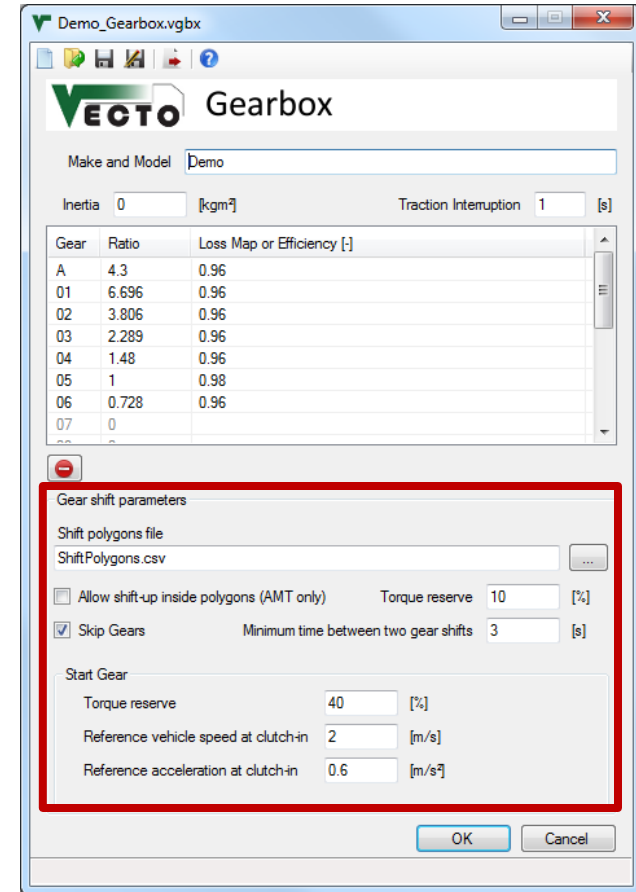 Demo_Gearbox.vgbx
VECTO Gearbox
Make and Model Demo
Inertia 0 [kgm²] Traction Interruption 1 [s]
Gear Ratio Loss Map or Efficiency [-]
A 4.3 0.96
01 6.696 0.96
02 3.806 0.96
03 2.289 0.96
04 1.48 0.96
05 1 0.98
06 0.728 0.96
07 0
Gear shift parameters
Shift polygons file
ShiftPolygons.csv ...
Allow shift-up inside polygons (AMT only) Torque reserve 10 [%]
Skip Gears Minimum time between two gear shifts 3 [s]
Start Gear
Torque reserve 40 [%]
Reference vehicle speed at clutch-in 2 [m/s]
Reference acceleration at clutch-in 0.6 [m/s²]
OK Cancel